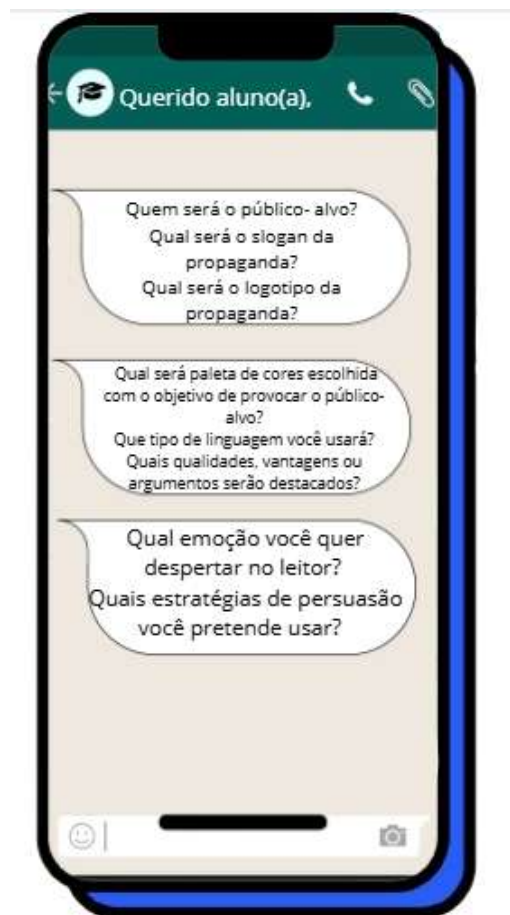 Querido aluno(a),
Quem será o público- alvo?
Qual será o slogan da
propaganda?
Qual será o logotipo da
propaganda?
Qual será paleta de cores escolhida
com o objetivo de provocar o público-
alvo?
Que tipo de linguagem você usará?
Quais qualidades, vantagens ou
argumentos serão destacados?
Qual emoção você quer
despertar no leitor?
Quais estratégias de persuasão
você pretende usar?